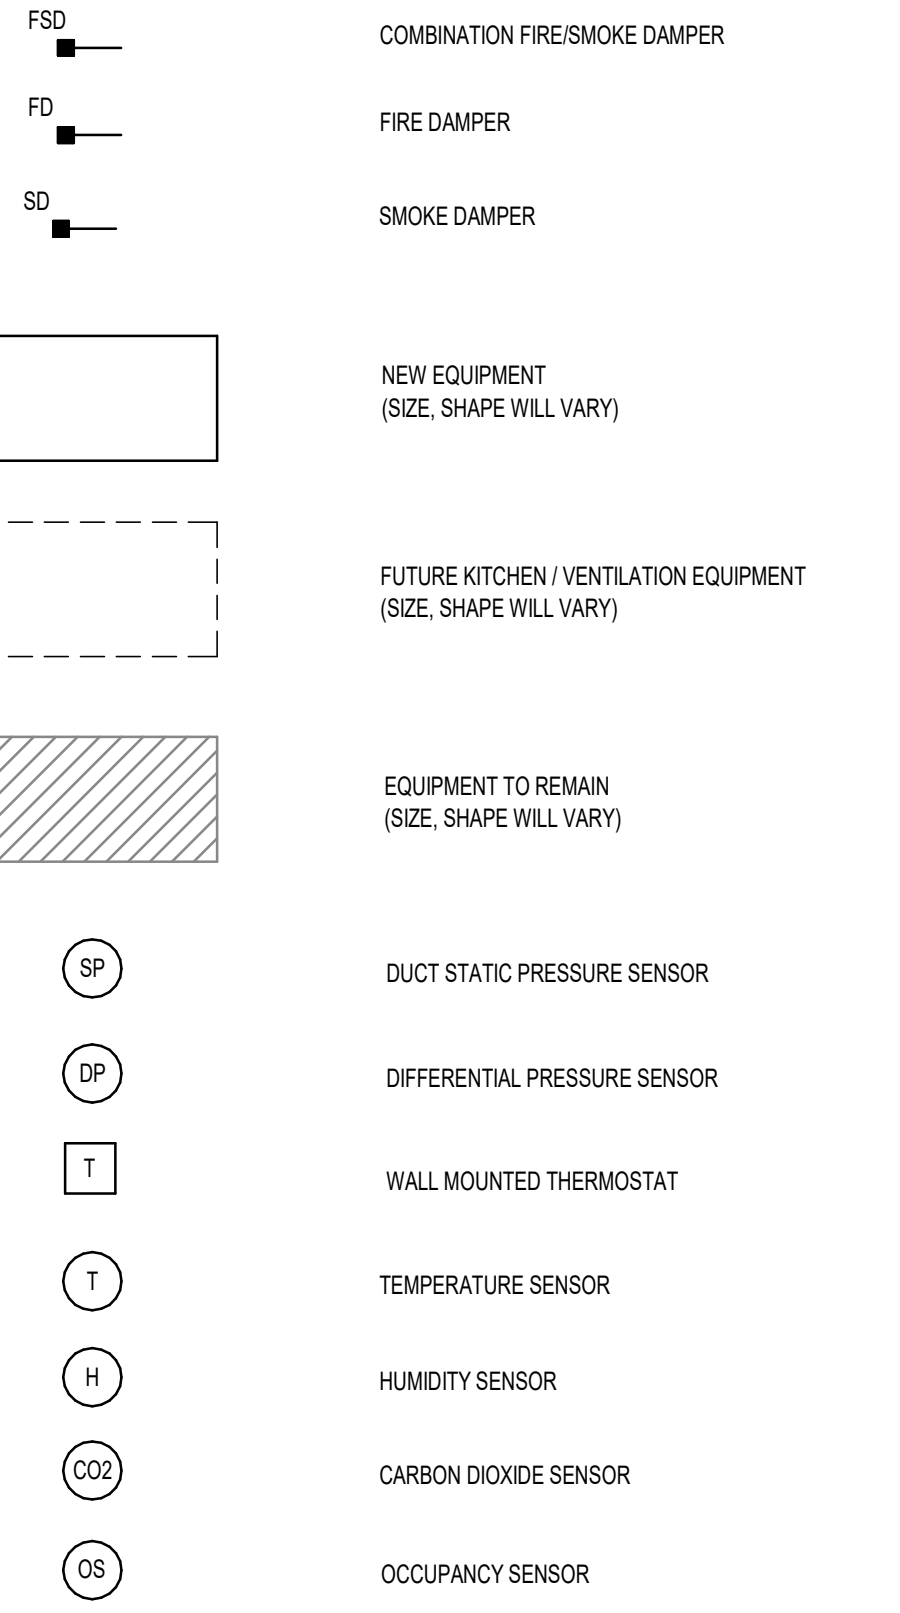 FSD
COMBINATION FIRE/SMOKE DAMPER
FD
FIRE DAMPER
SD
SMOKE DAMPER
NEW EQUIPMENT
(SIZE, SHAPE WILL VARY)
FUTURE KITCHEN / VENTILATION EQUIPMENT
(SIZE, SHAPE WILL VARY)
EQUIPMENT TO REMAIN
(SIZE, SHAPE WILL VARY)
SP
DUCT STATIC PRESSURE SENSOR
DP
DIFFERENTIAL PRESSURE SENSOR
T
WALL MOUNTED THERMOSTAT
T
TEMPERATURE SENSOR
H
HUMIDITY SENSOR
CO2
CARBON DIOXIDE SENSOR
OS
OCCUPANCY SENSOR